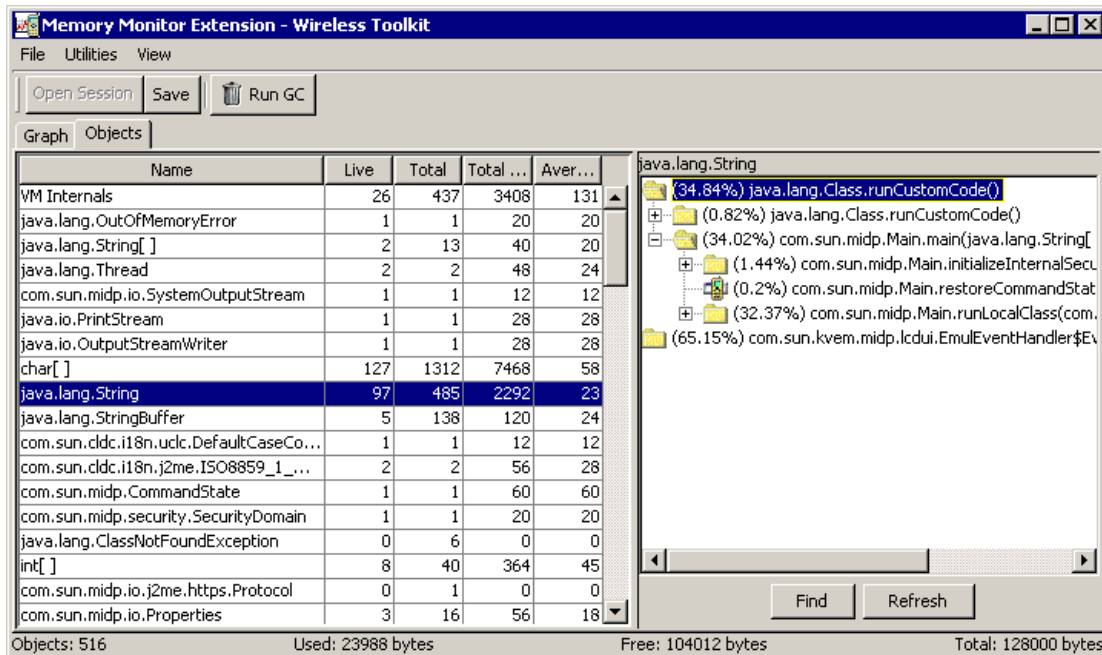 Memory Monitor Extension - Wireless Toolkit
File Utilities View
Open Session Save Run GC
Graph Objects
Name Live Total Total ... Aver...
VM Internals 26 437 3408 131
java.lang.OutOfMemoryError 1 1 20 20
java.lang.String[ ] 2 13 40 20
java.lang.Thread 2 2 48 24
com.sun.midp.io.SystemOutputStream 1 1 12 12
java.io.PrintStream 1 1 28 28
java.io.OutputStreamWriter 1 1 28 28
char[ ] 127 1312 7468 58
java.lang.String 97 485 2292 23
java.lang.StringBuffer 5 138 120 24
com.sun.cldc.i18n.uclc.DefaultCaseCo... 1 1 12 12
com.sun.cldc.i18n.j2me.ISO8859_1_... 2 2 56 28
com.sun.midp.CommandState 1 1 60 60
com.sun.midp.security.SecurityDomain 1 1 20 20
java.lang.ClassNotFoundException 0 6 0 0
int[ ] 8 40 364 45
com.sun.midp.io.j2me.https.Protocol 0 1 0 0
com.sun.midp.io.Properties 3 16 56 18
java.lang.String
(34.84%) java.lang.Class.runCustomCode()
(0.82%) java.lang.Class.runCustomCode()
(34.02%) com.sun.midp.Main.main(java.lang.String[
(1.44%) com.sun.midp.Main.initializeInternalSecu
(0.2%) com.sun.midp.Main.restoreCommandStat
(32.37%) com.sun.midp.Main.runLocalClass(com.
(65.15%) com.sun.kvem.midp.lcdui.EmulEventHandler$Ev
Find Refresh
Objects: 516 Used: 23988 bytes Free: 104012 bytes Total: 128000 bytes